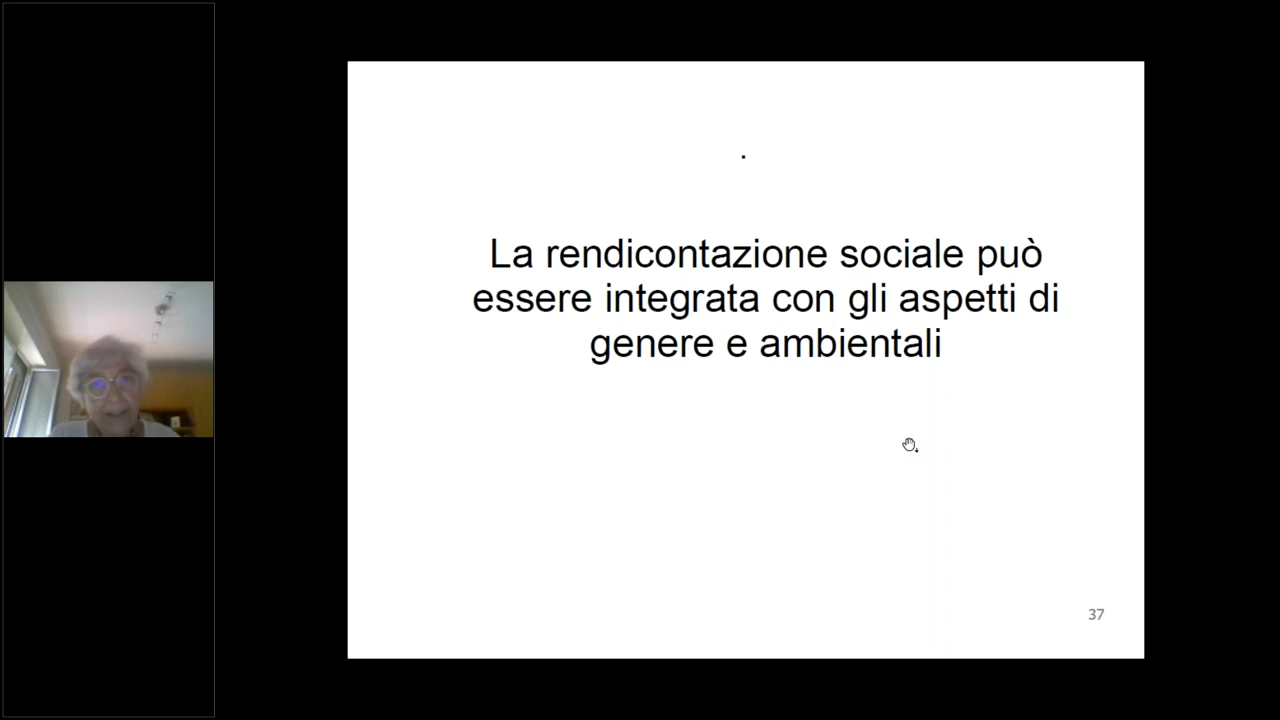 .
La rendicontazione sociale può
essere integrata con gli aspetti di
genere e ambientali
37